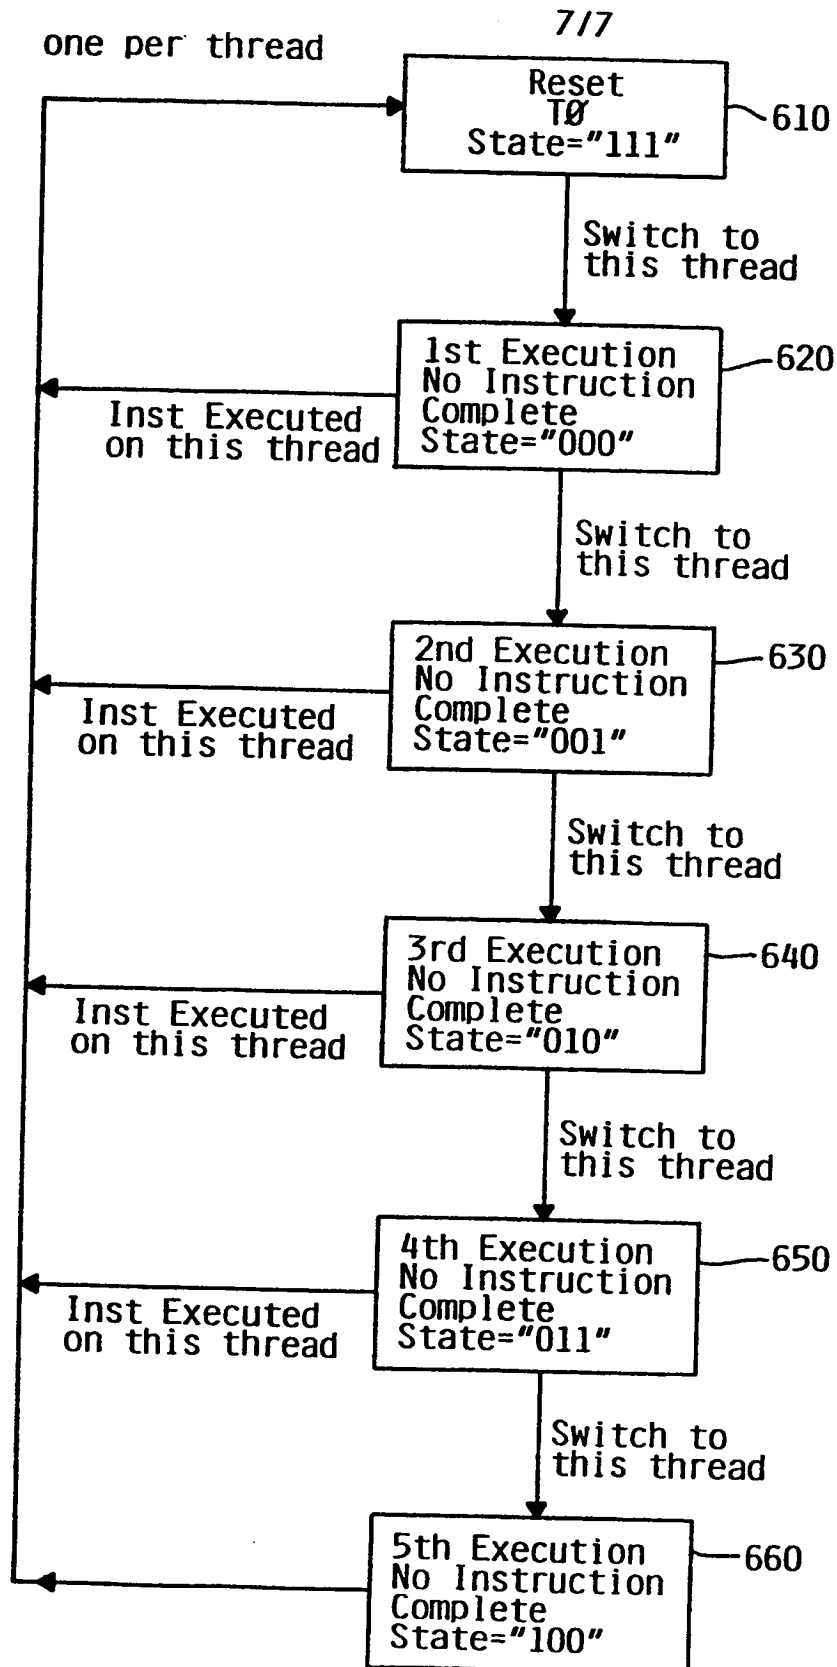 7/7
one per thread
Reset
TØ
State="111"
610
Switch to
this thread
1st Execution
No Instruction
Complete
State="000"
620
Inst Executed
on this thread
Switch to
this thread
2nd Execution
No Instruction
Complete
State="001"
630
Inst Executed
on this thread
Switch to
this thread
3rd Execution
No Instruction
Complete
State="010"
640
Inst Executed
on this thread
Switch to
this thread
4th Execution
No Instruction
Complete
State="011"
650
Inst Executed
on this thread
Switch to
this thread
5th Execution
No Instruction
Complete
State="100"
660